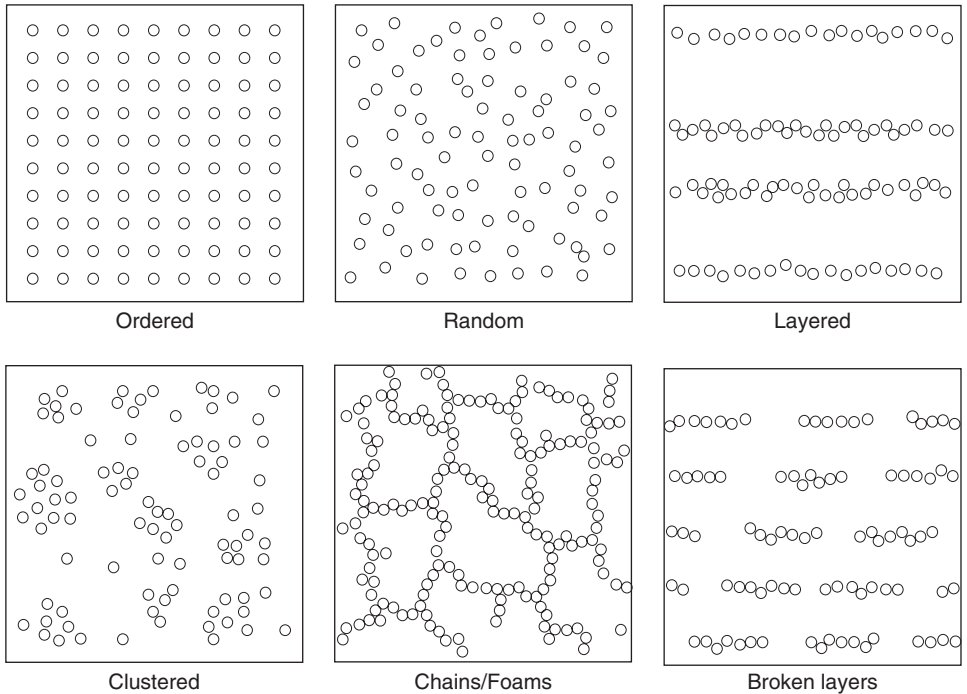 Ordered
Random
Layered
Clustered
Chains/Foams
Broken layers